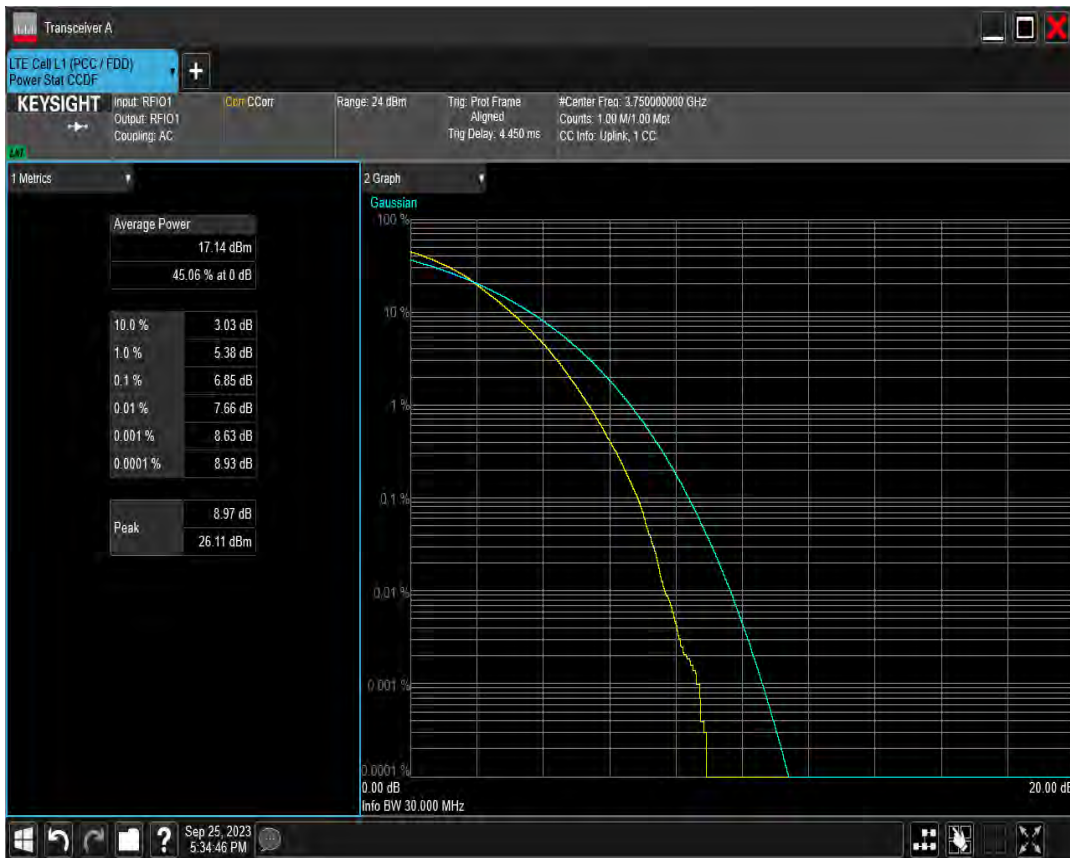 Transceiver A
LTE Cell L1 (PCC / FDD)
Power Stat CCDF
+
KEYSIGHT
Input: RFIO1
Output: RFIO1
Coupling: AC
Corr CCorr
Range: 24 dBm
Trig: Prot Frame
Aligned
Trig Delay: 4.450 ms
#Center Freq: 3.750000000 GHz
Counts: 1.00 M/1.00 Mpt
CC Info: Uplink, 1 CC
LXT
1 Metrics
Average Power
17.14 dBm
45.06 % at 0 dB
10.0 % 3.03 dB
1.0 % 5.38 dB
0.1 % 6.85 dB
0.01 % 7.66 dB
0.001 % 8.63 dB
0.0001 % 8.93 dB
Peak
8.97 dB
26.11 dBm
2 Graph
Gaussian
100 %
10 %
1 %
0.1 %
0.01 %
0.001 %
0.0001 %
0.00 dB 20.00 dB
Info BW 30.000 MHz
?
Sep 25, 2023
5:34:46 PM